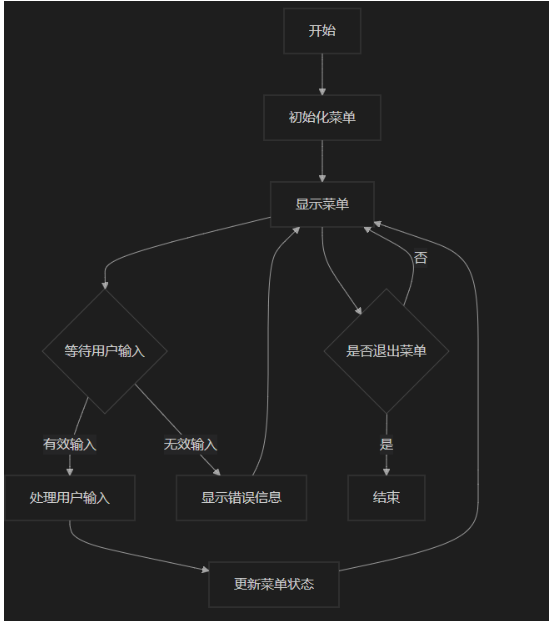 开始
初始化菜单
显示菜单
否
等待用户输入
是否退出菜单
有效输入
无效输入
是
处理用户输入
显示错误信息
结束
更新菜单状态